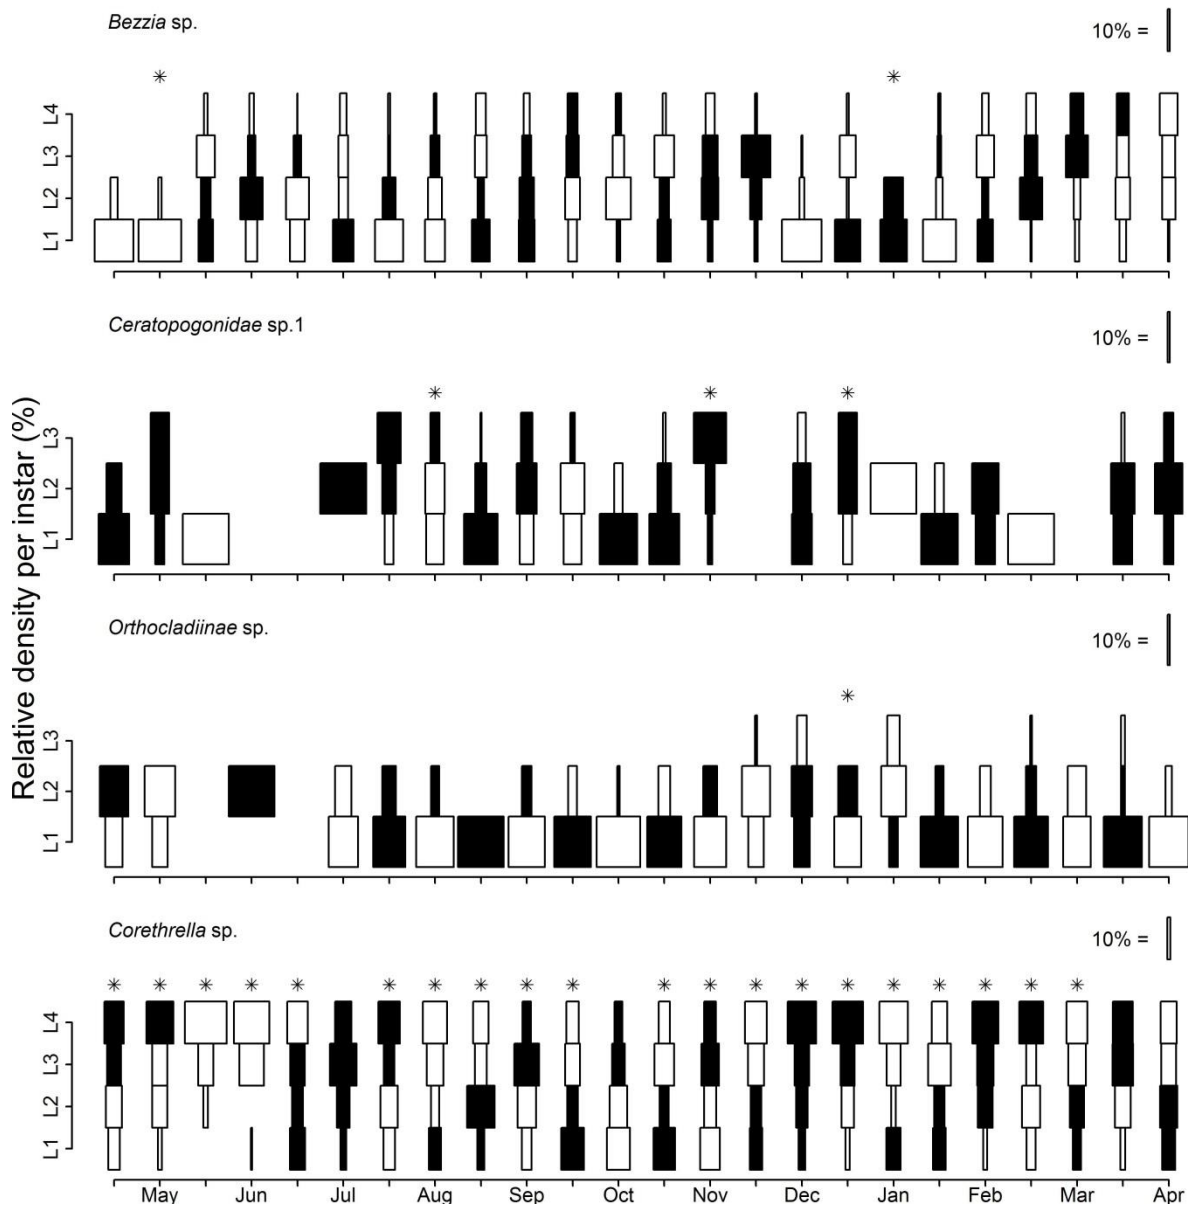 Bezzia sp.
10% =
*
*
L4
L3
L2
L1
Ceratopogonidae sp.1
10% =
*
*
*
L3
L2
L1
Relative density per instar (%)
Orthocladiinae sp.
10% =
*
L3
L2
L1
Corethrella sp.
10% =
* * * * * * * * * * * * * * * * * * * *
L4
L3
L2
L1
May Jun Jul Aug Sep Oct Nov Dec Jan Feb Mar Apr